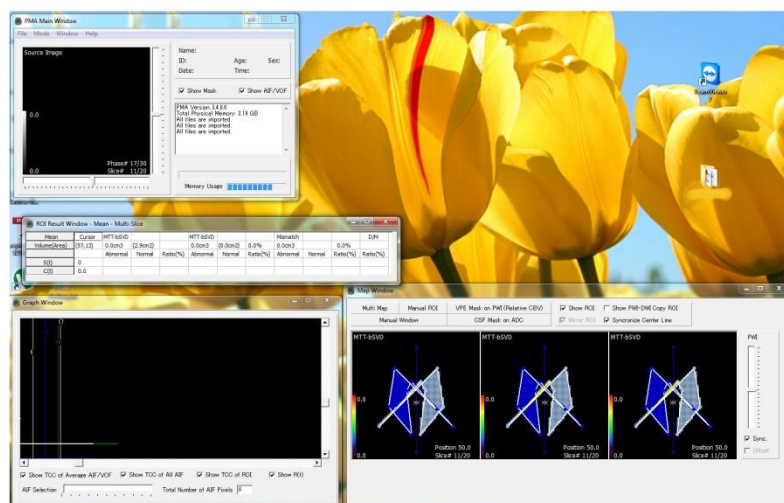 PMA Main Window
File Mode Window Help
Source Image
0.0
0.0
Phase# 17/30
Slice# 11/20
Name:
ID: Age: Sex:
Date: Time:
Show Mask Show AIF/VOF
PMA Version 3.4.0.6
Total Physical Memory 3.19 GB
All files are imported.
All files are imported.
All files are imported.
Memory Usage
TeamViewer
ROI Result Window - Mean - Multi-Slice
Mean Cursor MTT-bSVD MTT-bSVD Mismatch D/M
Volume(Area) (57,13) 0.0cm3 (2.9cm2) 0.0cm3 (0.0cm2) 0.0% 0.0cm3 0.0%
Abnormal Normal Ratio(%) Abnormal Normal Ratio(%) Abnormal Normal Ratio(%) Ratio(%)
S(t) 0
C(t) 0.0
Graph Window
Show TCC of Average AIF/VOF Show TCC of All AIF Show TCC of ROI Show R(t)
AIF Selection Total Number of AIF Pixels 0
Map Window
Multi Map Manual ROI VPE Mask on PWI(Relative CBV) Show ROI Show PWI-DWI Copy ROI
Manual Window CSF Mask on ADC Mirror ROI Syncronize Center Line
MTT-bSVD MTT-bSVD MTT-bSVD
PWI
0.0 0.0 0.0
Position 50.0 Position 50.0 Position 50.0
0.0 Slice# 11/20 0.0 Slice# 11/20 0.0 Slice# 11/20
Sync.
Offset